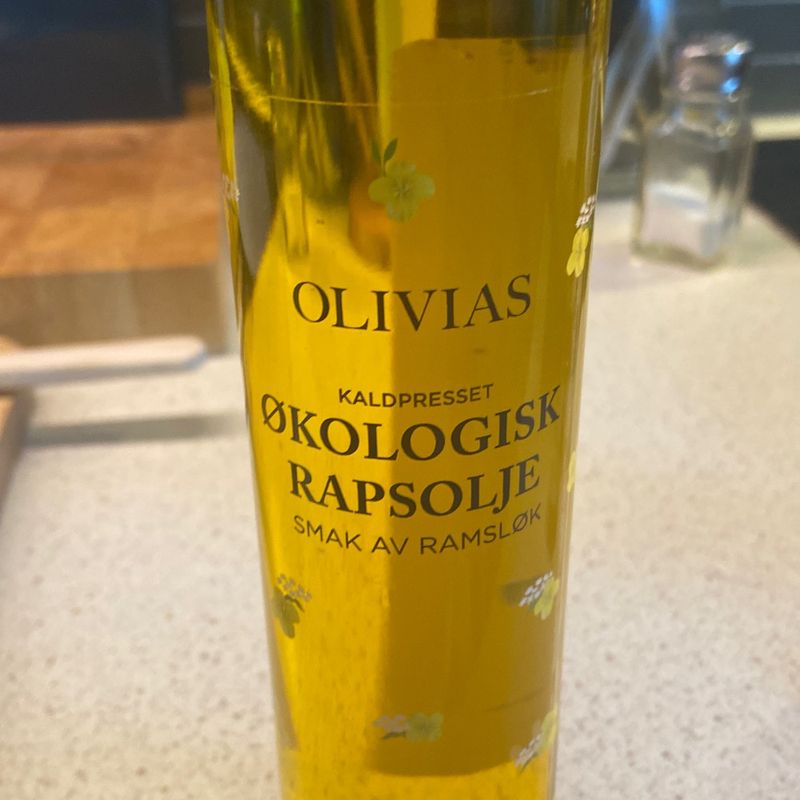 OLIVIAS
KALDPRESSET
ØKOLOGISK
RAPSOLJE
SMAK AV RAMSLØK